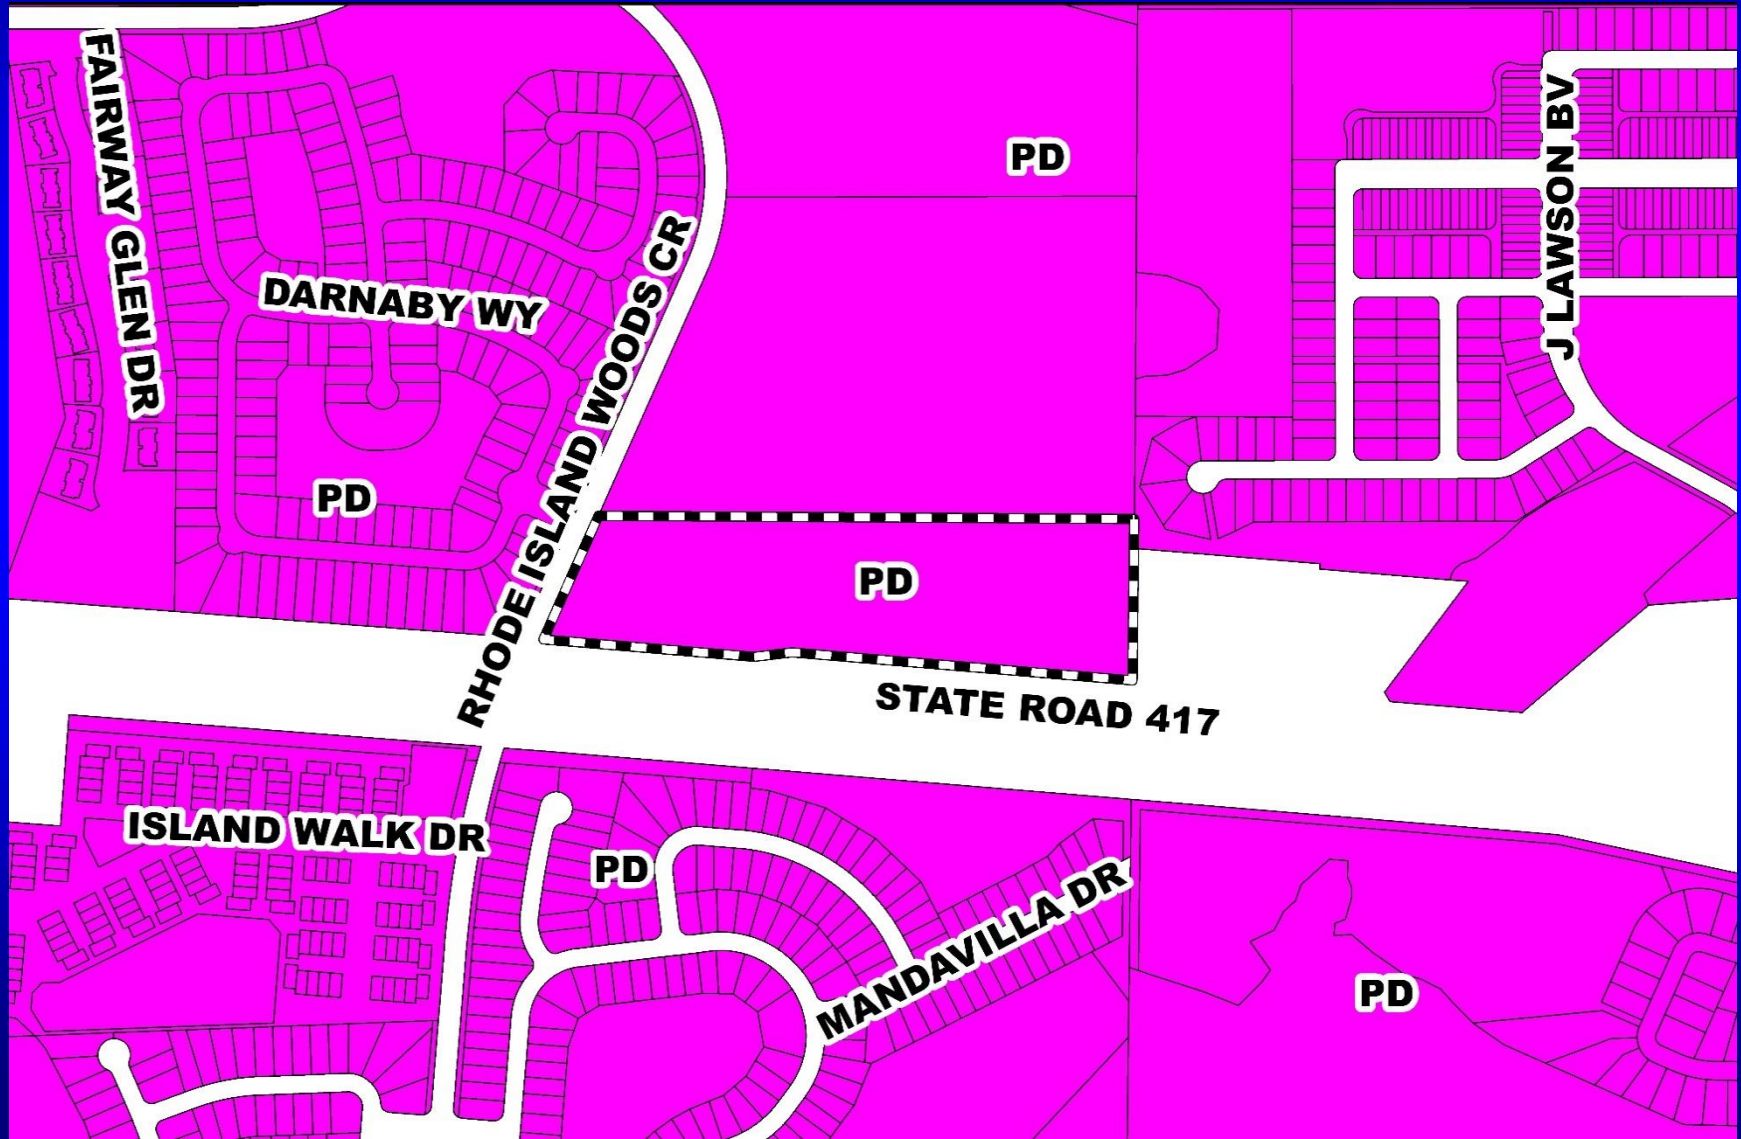 FAIRWAY GLEN DR
J LAWSON BV
PD
RHODE ISLAND WOODS CR
DARNABY WY
PD
PD
STATE ROAD 417
ISLAND WALK DR
PD
MANDAVILLA DR
PD